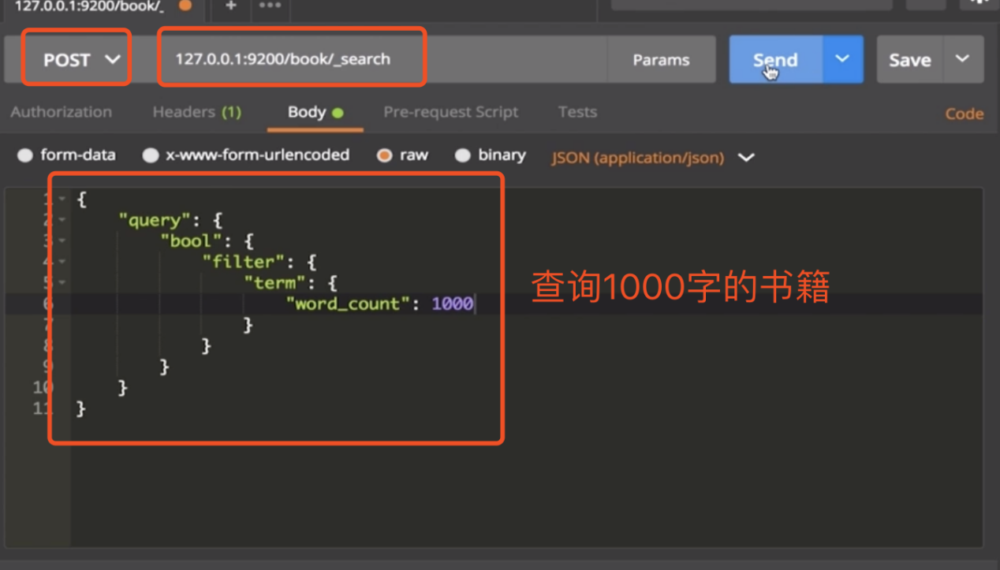 127.0.0.1:9200/book/_
+
•••
POST
127.0.0.1:9200/book/_search
Params
Send
Save
Authorization
Headers (1)
Body
Pre-request Script
Tests
Code
form-data
x-www-form-urlencoded
raw
binary
JSON (application/json)
1 {
2 "query": {
3 "bool": {
4 "filter": {
5 "term": {
6 "word_count": 1000
7 }
8 }
9 }
10 }
11 }
查询1000字的书籍